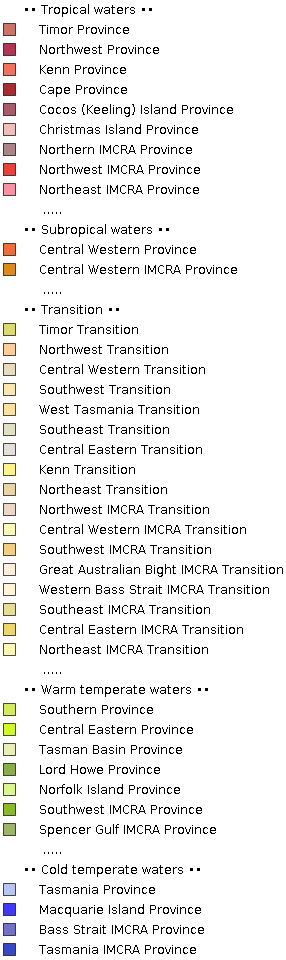 •• Tropical waters ••
Timor Province
Northwest Province
Kenn Province
Cape Province
Cocos (Keeling) Island Province
Christmas Island Province
Northern IMCRA Province
Northwest IMCRA Province
Northeast IMCRA Province
.....
•• Subropical waters ••
Central Western Province
Central Western IMCRA Province
.....
•• Transition ••
Timor Transition
Northwest Transition
Central Western Transition
Southwest Transition
West Tasmania Transition
Southeast Transition
Central Eastern Transition
Kenn Transition
Northeast Transition
Northwest IMCRA Transition
Central Western IMCRA Transition
Southwest IMCRA Transition
Great Australian Bight IMCRA Transition
Western Bass Strait IMCRA Transition
Southeast IMCRA Transition
Central Eastern IMCRA Transition
Northeast IMCRA Transition
.....
•• Warm temperate waters ••
Southern Province
Central Eastern Province
Tasman Basin Province
Lord Howe Province
Norfolk Island Province
Southwest IMCRA Province
Spencer Gulf IMCRA Province
.....
•• Cold temperate waters ••
Tasmania Province
Macquarie Island Province
Bass Strait IMCRA Province
Tasmania IMCRA Province